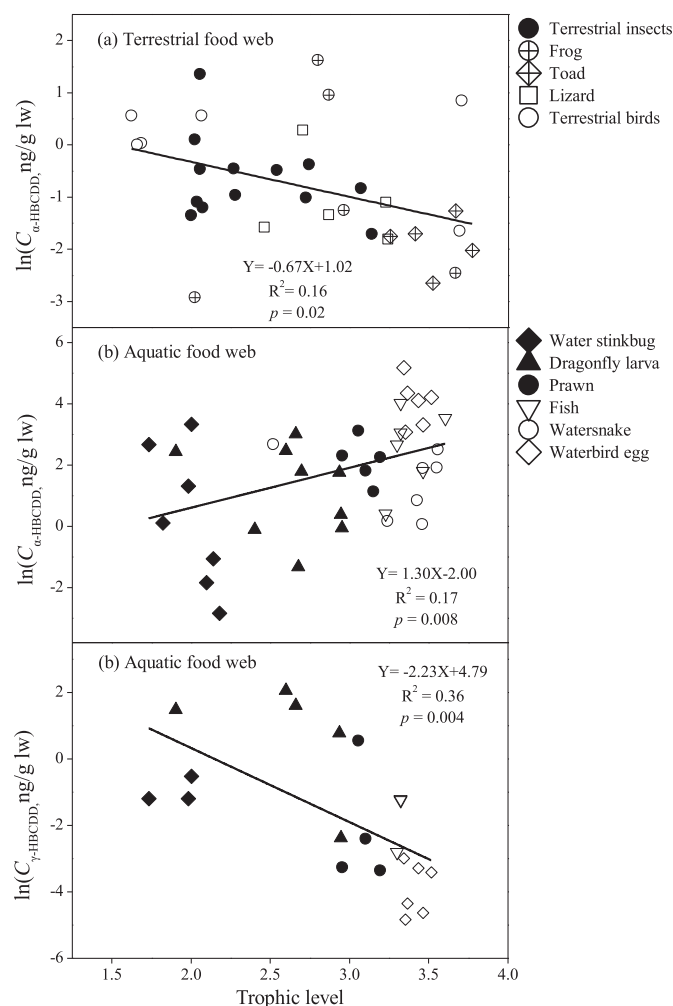 (a) Terrestrial food web
Terrestrial insects
Frog
Toad
Lizard
Terrestrial birds
2
1
0
-1
-2
-3
ln(Cα-HBCDD, ng/g lw)
Y= -0.67X+1.02
R²= 0.16
p = 0.02
(b) Aquatic food web
Water stinkbug
Dragonfly larva
Prawn
Fish
Watersnake
Waterbird egg
6
4
2
0
-2
ln(Cα-HBCDD, ng/g lw)
Y= 1.30X-2.00
R² = 0.17
p = 0.008
(b) Aquatic food web
Y= -2.23X+4.79
R² = 0.36
p = 0.004
2
0
-2
-4
-6
ln(Cγ-HBCDD, ng/g lw)
1.5 2.0 2.5 3.0 3.5 4.0
Trophic level